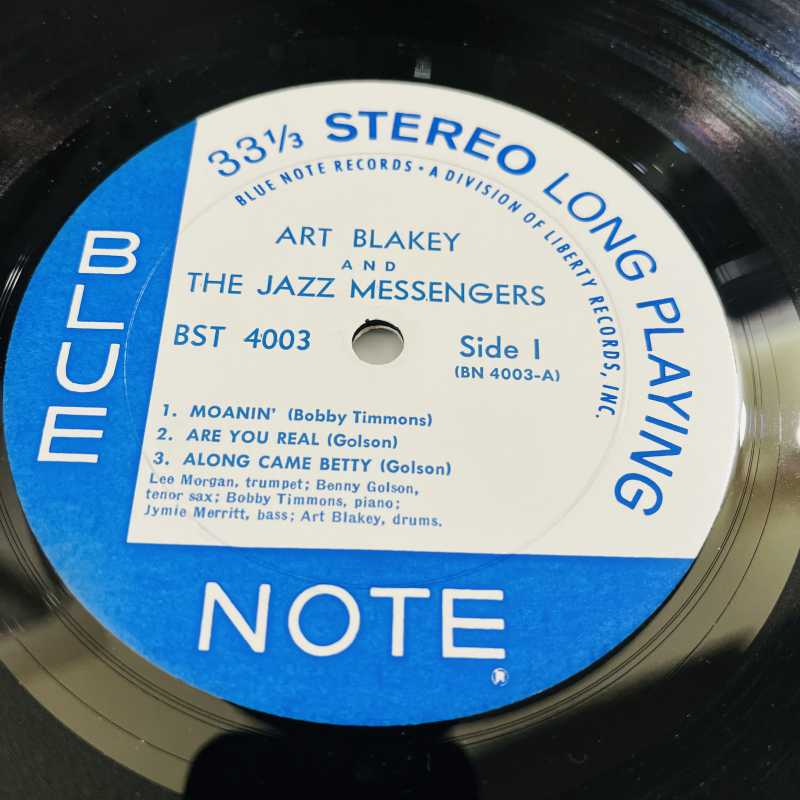 33⅓ STEREO LONG PLAYING
BLUE NOTE RECORDS • A DIVISION OF LIBERTY RECORDS, INC.
ART BLAKEY
AND
THE JAZZ MESSENGERS
BST 4003
Side 1
(BN 4003-A)
1. MOANIN' (Bobby Timmons)
2. ARE YOU REAL (Golson)
3. ALONG CAME BETTY (Golson)
Lee Morgan, trumpet; Benny Golson,
tenor sax; Bobby Timmons, piano;
Jymie Merritt, bass; Art Blakey, drums.
BLUE
NOTE